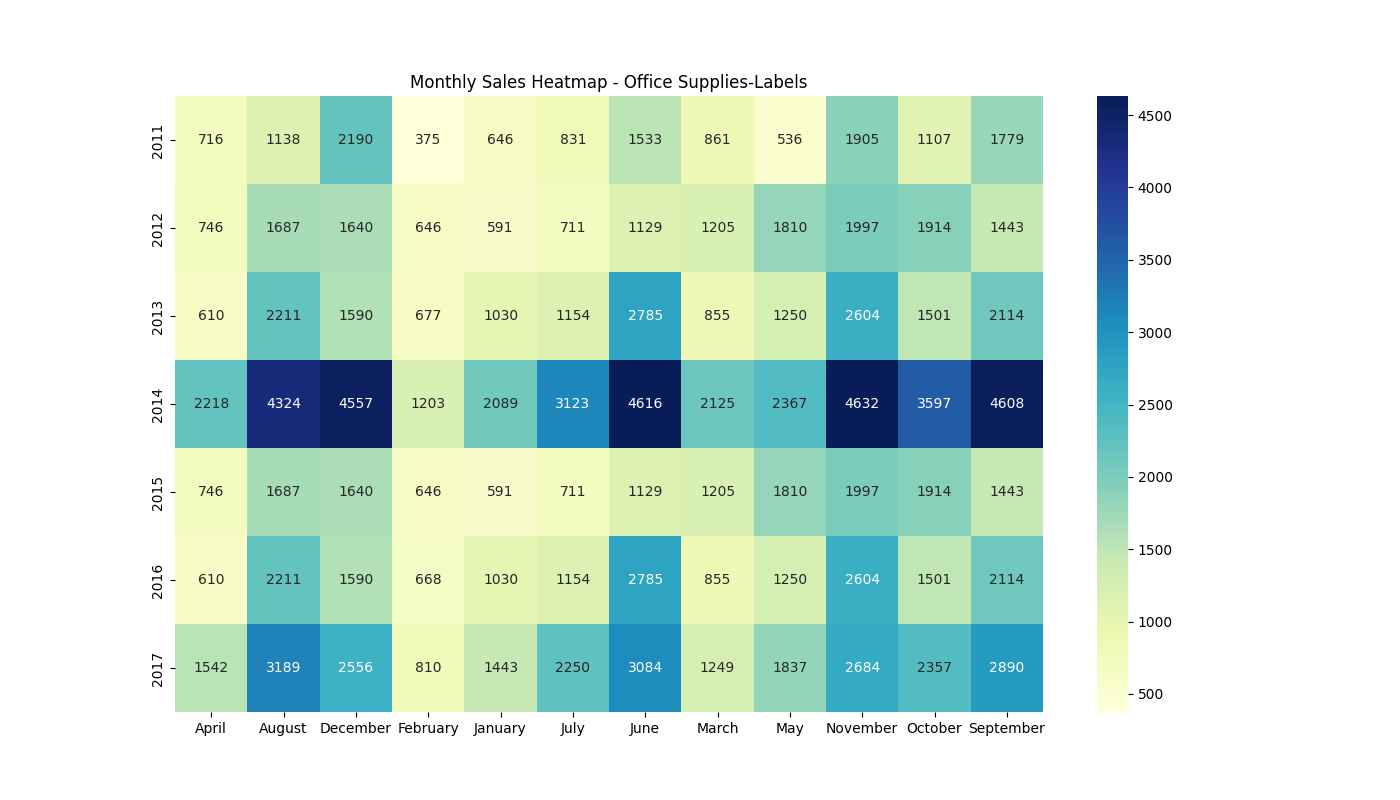 Monthly Sales Heatmap - Office Supplies-Labels
2011 716 1138 2190 375 646 831 1533 861 536 1905 1107 1779
2012 746 1687 1640 646 591 711 1129 1205 1810 1997 1914 1443
2013 610 2211 1590 677 1030 1154 2785 855 1250 2604 1501 2114
2014 2218 4324 4557 1203 2089 3123 4616 2125 2367 4632 3597 4608
2015 746 1687 1640 646 591 711 1129 1205 1810 1997 1914 1443
2016 610 2211 1590 668 1030 1154 2785 855 1250 2604 1501 2114
2017 1542 3189 2556 810 1443 2250 3084 1249 1837 2684 2357 2890
April August December February January July June March May November October September
4500
4000
3500
3000
2500
2000
1500
1000
500